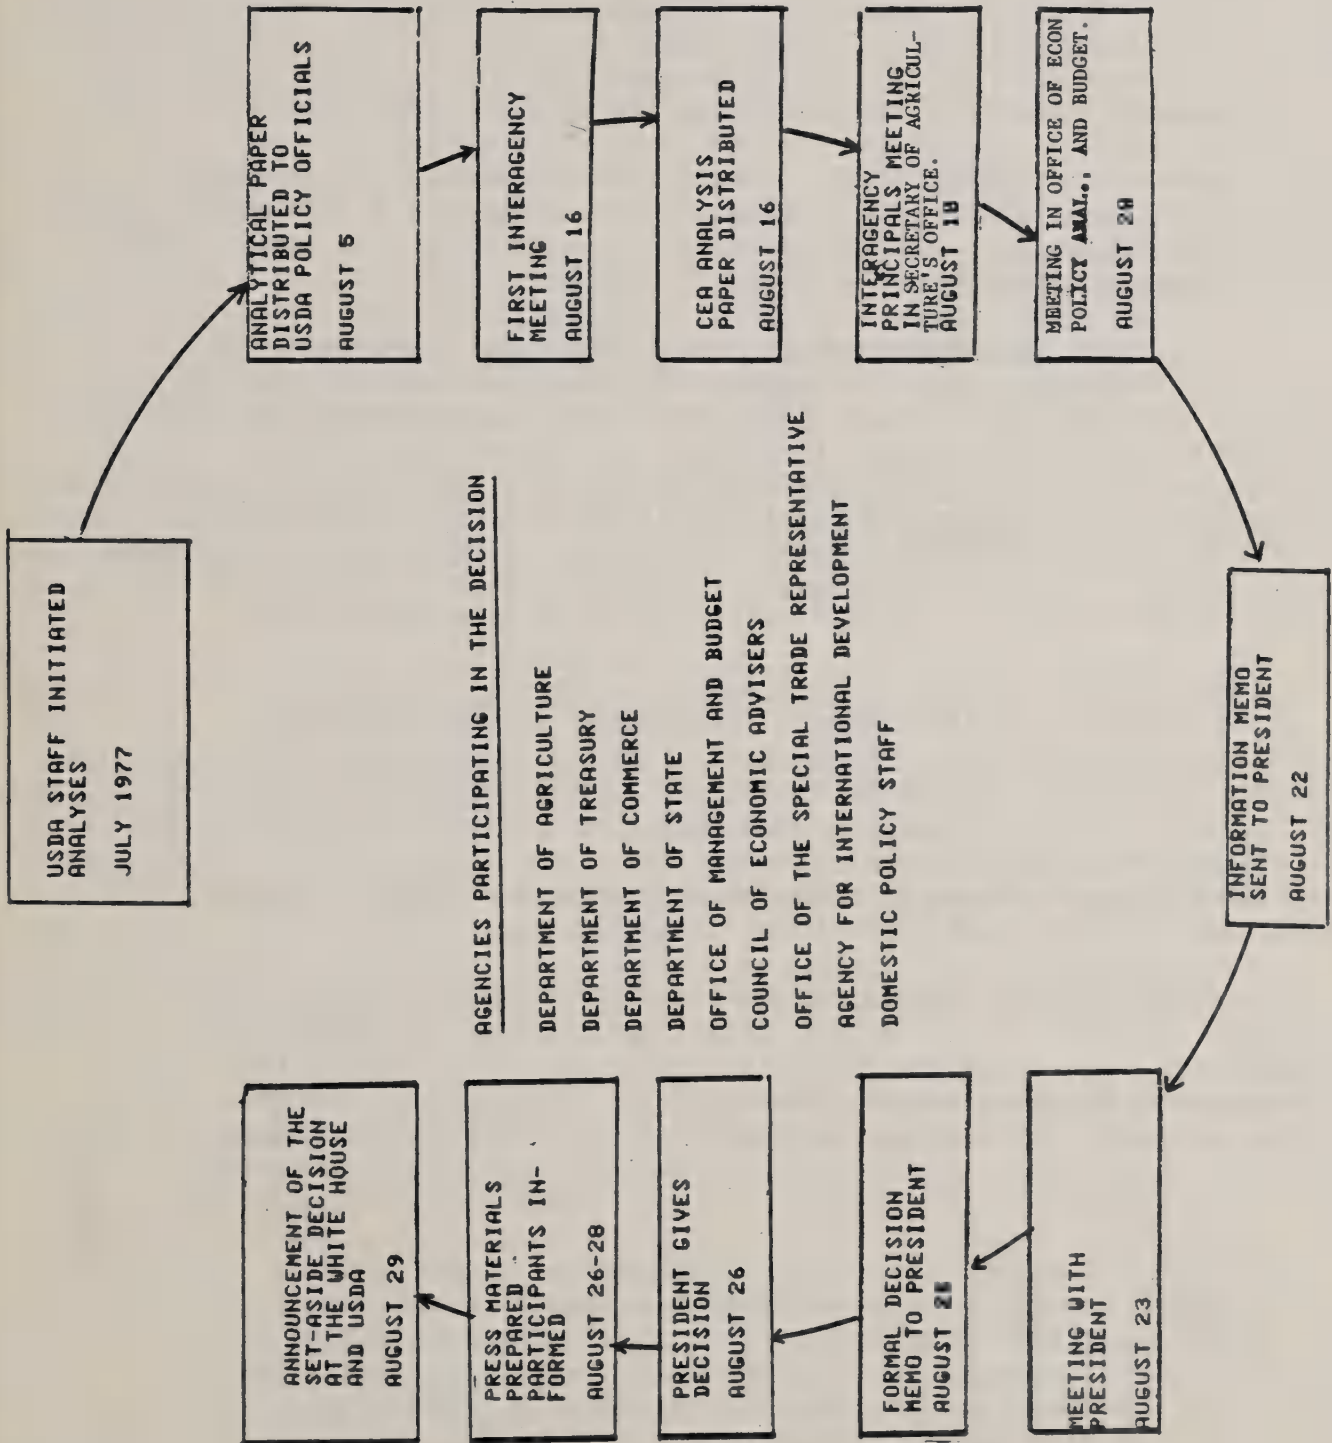 USDA STAFF INITIATED
ANALYSES
JULY 1977
ANALYTICAL PAPER
DISTRIBUTED TO
USDA POLICY OFFICIALS
AUGUST 5
FIRST INTERAGENCY
MEETING
AUGUST 16
CEA ANALYSIS
PAPER DISTRIBUTED
AUGUST 16
INTERAGENCY
PRINCIPALS MEETING
IN SECRETARY OF AGRICUL-
TURE'S OFFICE.
AUGUST
MEETING IN OFFICE OF ECON
POLICY ANAL., AND BUDGET.
AUGUST
AGENCIES PARTICIPATING IN THE DECISION
DEPARTMENT OF AGRICULTURE
DEPARTMENT OF TREASURY
DEPARTMENT OF COMMERCE
DEPARTMENT OF STATE
OFFICE OF MANAGEMENT AND BUDGET
COUNCIL OF ECONOMIC ADVISERS
OFFICE OF THE SPECIAL TRADE REPRESENTATIVE
AGENCY FOR INTERNATIONAL DEVELOPMENT
DOMESTIC POLICY STAFF
INFORMATION MEMO
SENT TO PRESIDENT
AUGUST 22
MEETING WITH
PRESIDENT
AUGUST 23
FORMAL DECISION
MEMO TO PRESIDENT
AUGUST
PRESIDENT GIVES
DECISION
AUGUST 26
PRESS MATERIALS
PREPARED
PARTICIPANTS IN-
FORMED
AUGUST 26-28
ANNOUNCEMENT OF THE
SET-ASIDE DECISION
AT THE WHITE HOUSE
AND USDA
AUGUST 29